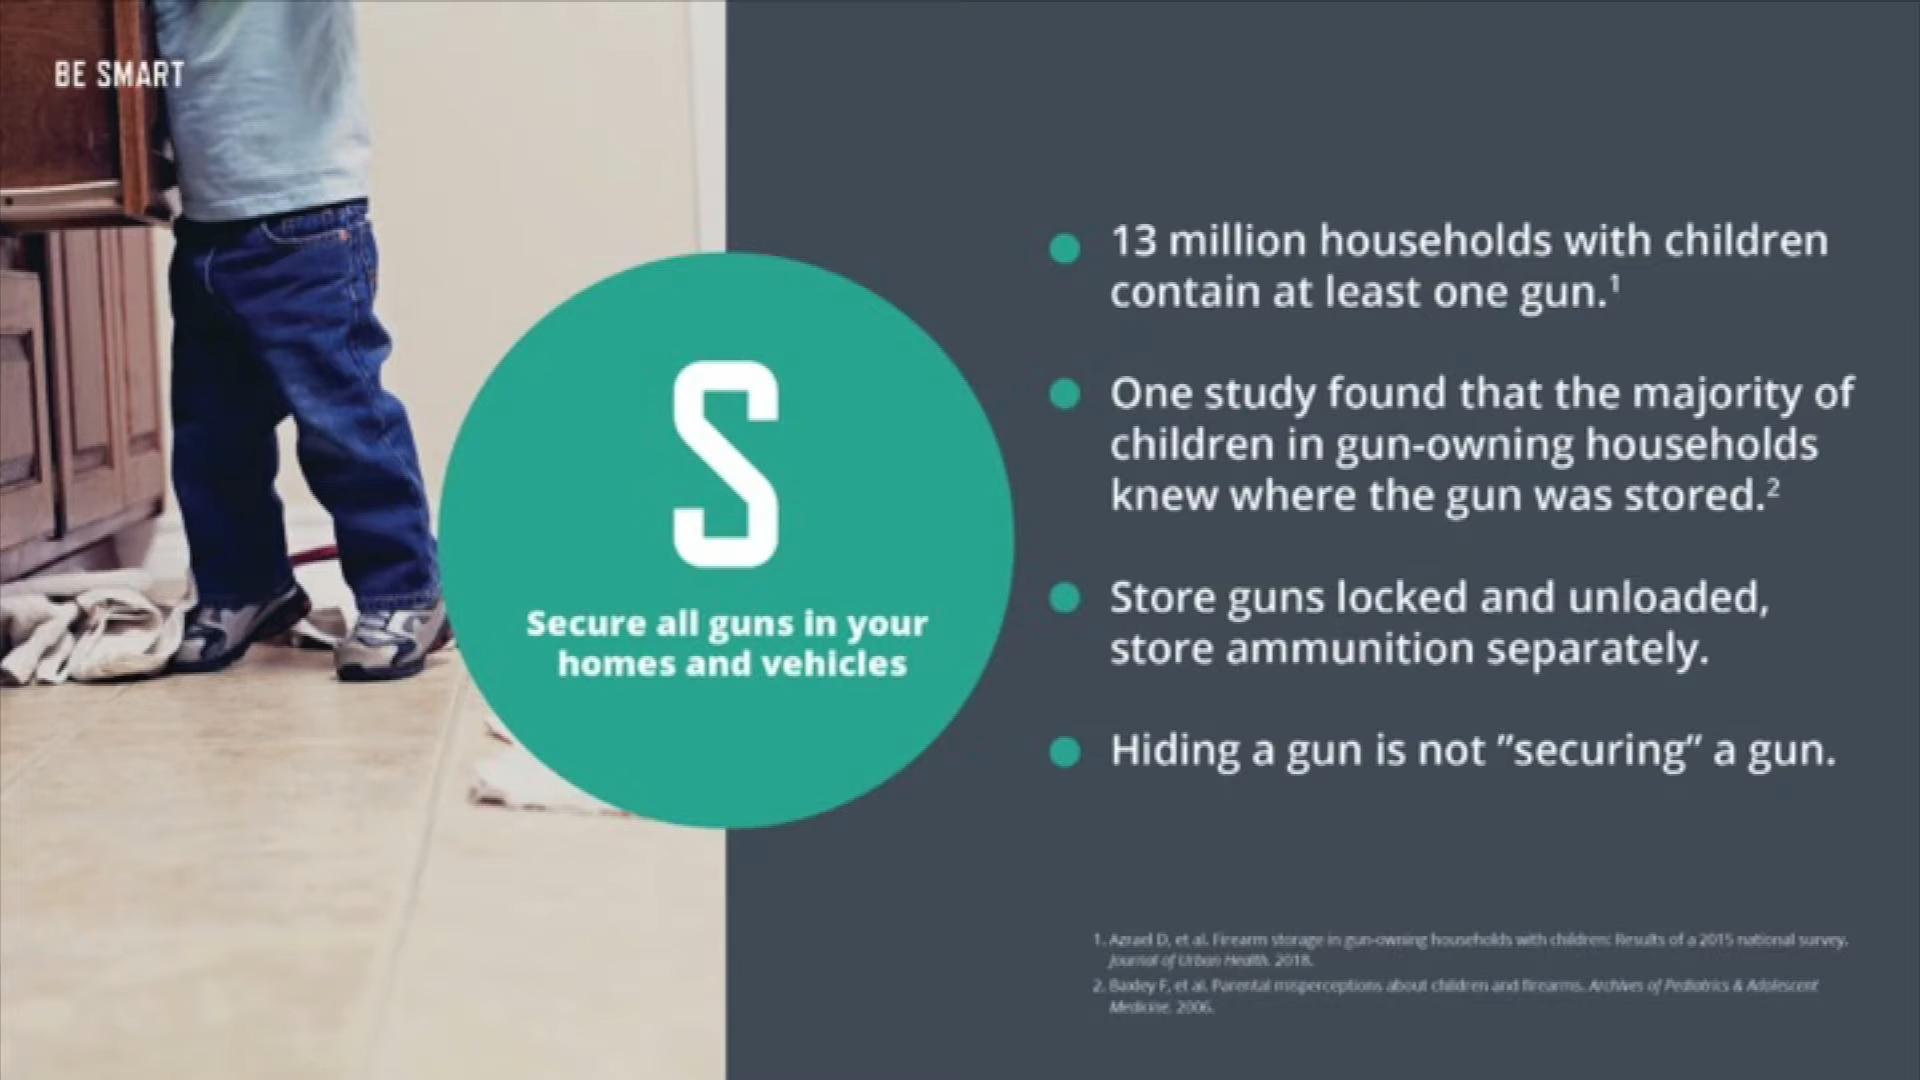 BE SMART
S
Secure all guns in your
homes and vehicles
13 million households with children
contain at least one gun.¹
One study found that the majority of
children in gun-owning households
knew where the gun was stored.²
Store guns locked and unloaded,
store ammunition separately.
Hiding a gun is not ”securing” a gun.
1. Azrael D, et al. Firearm storage in gun-owning households with children: Results of a 2015 national survey.
Journal of Urban Health. 2018.
2. Baxley F, et al. Parental misperceptions about children and firearms. Archives of Pediatrics & Adolescent
Medicine. 2006.